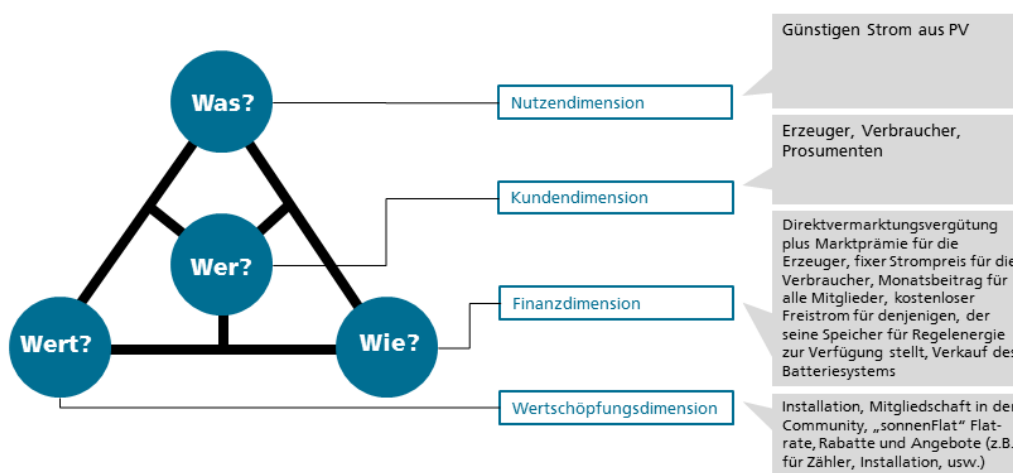 Was?
Wer?
Wert?
Wie?
Nutzendimension
Kundendimension
Finanzdimension
Wertschöpfungsdimension
Günstigen Strom aus PV
Erzeuger, Verbraucher,
Prosumenten
Direktvermarktungsvergütung
plus Marktprämie für die
Erzeuger, fixer Strompreis für die
Verbraucher, Monatsbeitrag für
alle Mitglieder, kostenloser
Freistrom für denjenigen, der
seine Speicher für Regelenergie
zur Verfügung stellt, Verkauf des
Batteriesystems
Installation, Mitgliedschaft in der
Community, „sonnenFlat“ Flat-
rate, Rabatte und Angebote (z.B.
für Zähler, Installation, usw.)